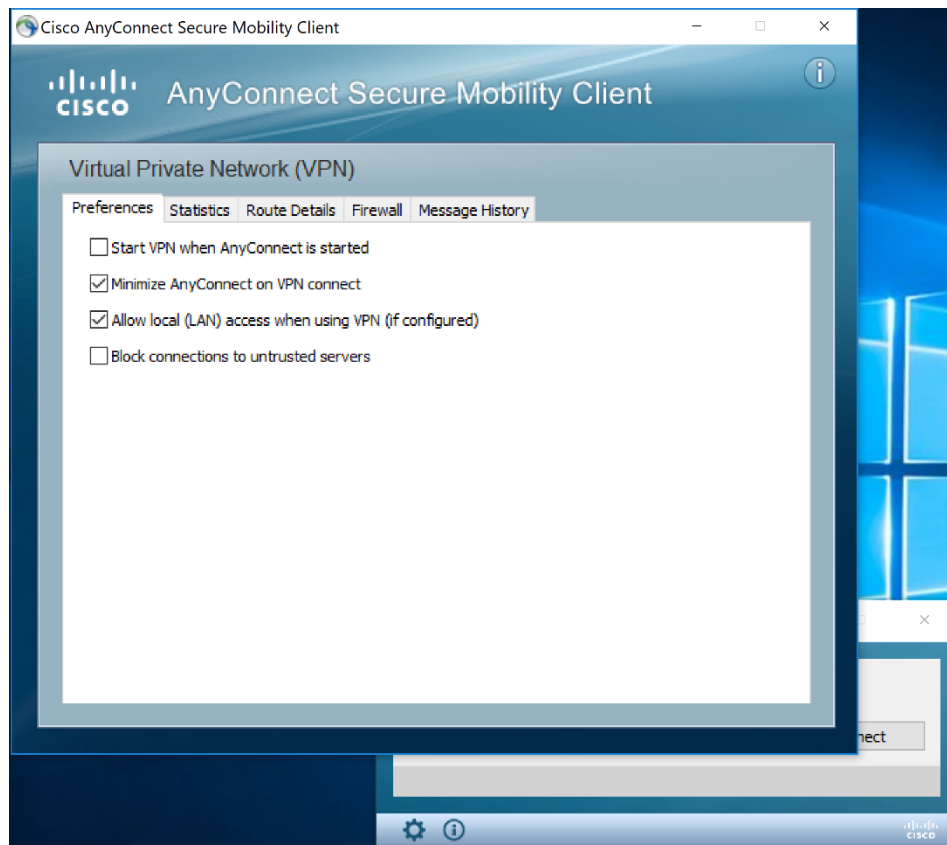 Cisco AnyConnect Secure Mobility Client
CISCO AnyConnect Secure Mobility Client
Virtual Private Network (VPN)
Preferences Statistics Route Details Firewall Message History
Start VPN when AnyConnect is started
Minimize AnyConnect on VPN connect
Allow local (LAN) access when using VPN (if configured)
Block connections to untrusted servers
nect
CISCO